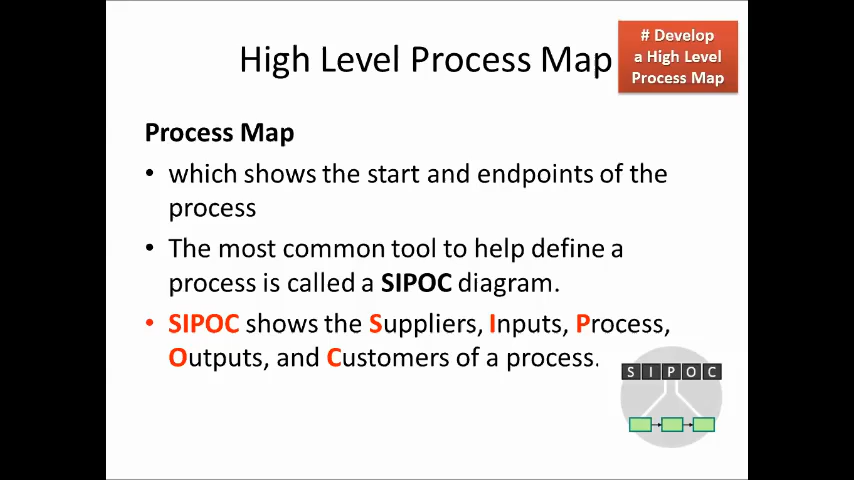 High Level Process Map
# Develop
a High Level
Process Map
Process Map
• which shows the start and endpoints of the
process
• The most common tool to help define a
process is called a SIPOC diagram.
• SIPOC shows the Suppliers, Inputs, Process,
Outputs, and Customers of a process.
S I P O C